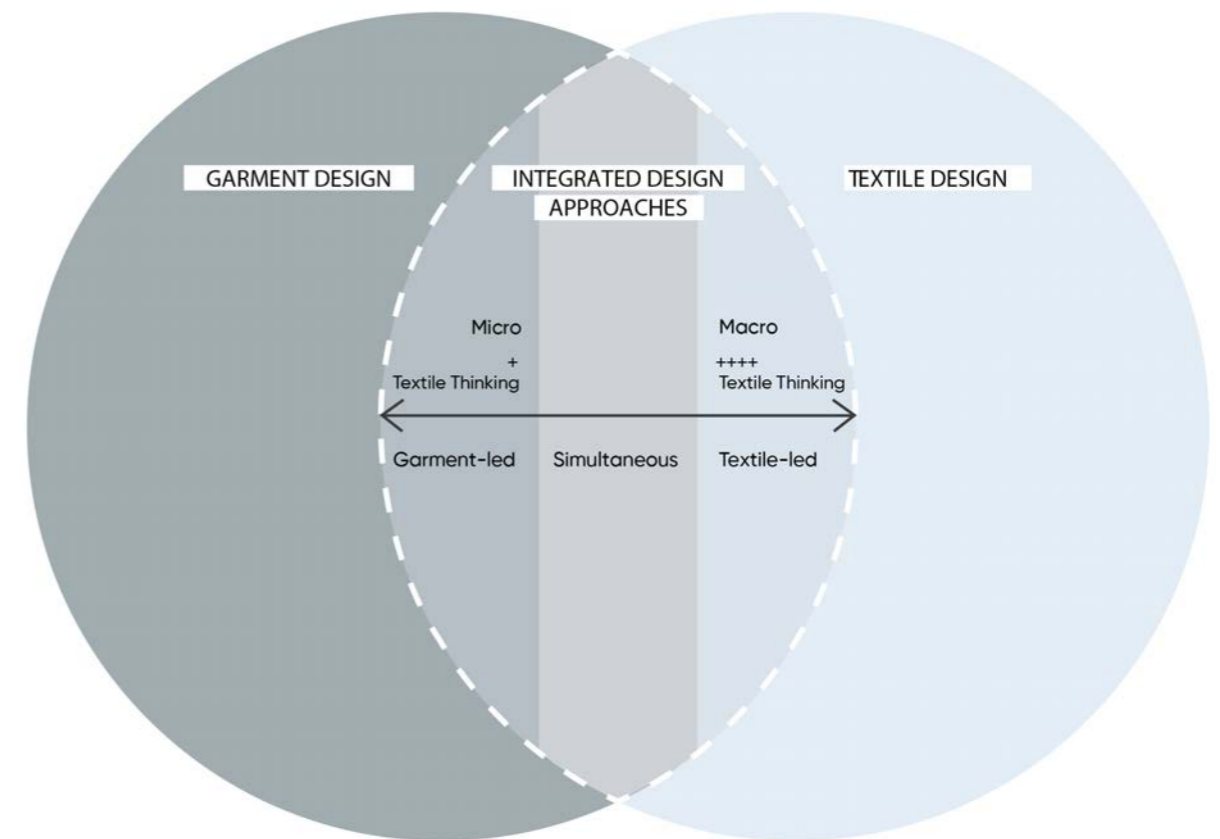 GARMENT DESIGN
INTEGRATED DESIGN
APPROACHES
TEXTILE DESIGN
Micro
+
Textile Thinking
Macro
++++
Textile Thinking
Garment-led
Simultaneous
Textile-led